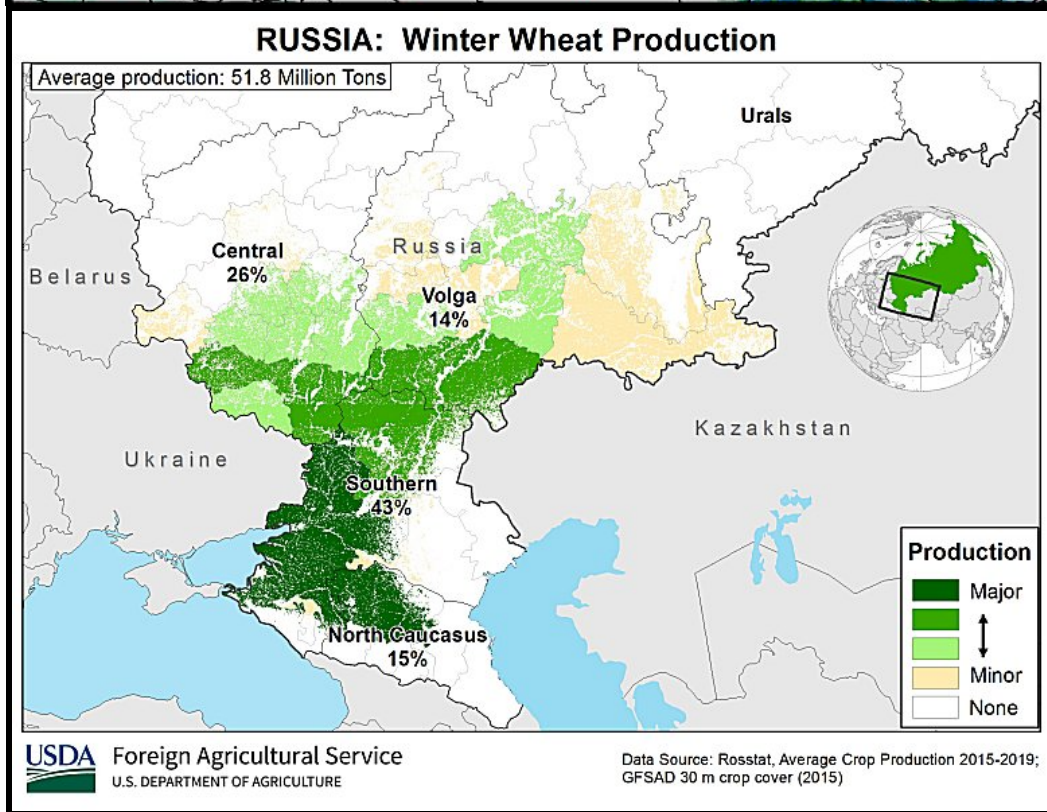 RUSSIA: Winter Wheat Production
Average production: 51.8 Million Tons
Urals
Central
26%
Russia
Belarus
Volga
14%
Kazakhstan
Ukraine
Southern
43%
North Caucasus
15%
Production
Major
Minor
None
USDA
Foreign Agricultural Service
U.S. DEPARTMENT OF AGRICULTURE
Data Source: Rosstat, Average Crop Production 2015-2019;
GFSAD 30 m crop cover (2015)